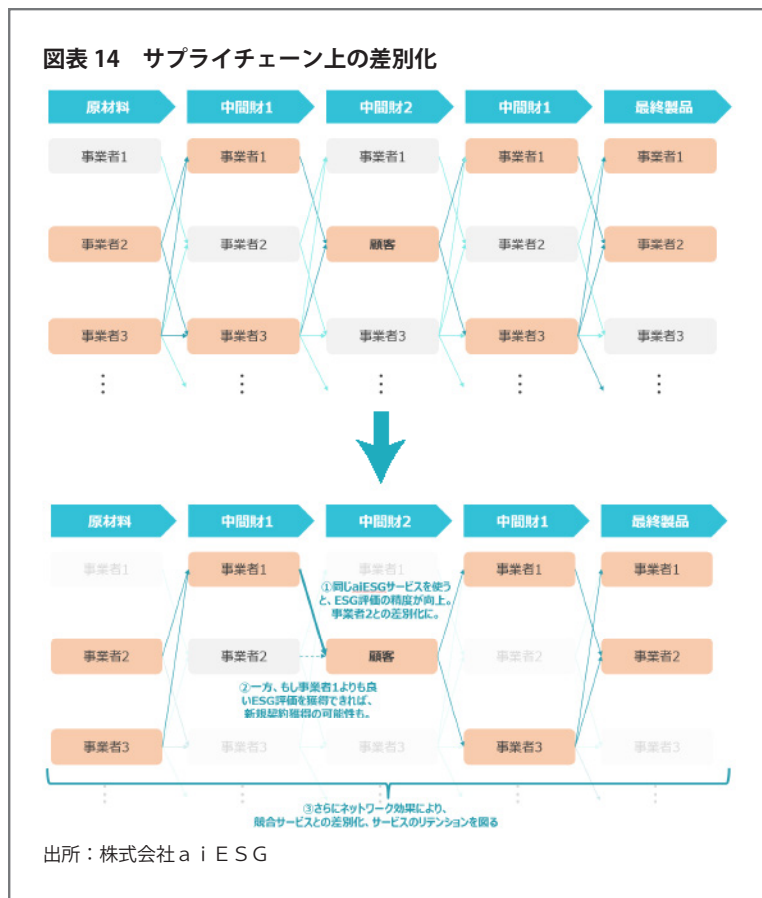 図表 14　サプライチェーン上の差別化
原材料
中間財1
中間財2
中間財1
最終製品
事業者1
事業者1
事業者1
事業者1
事業者1
事業者2
事業者2
顧客
事業者2
事業者2
事業者3
事業者3
事業者3
事業者3
事業者3
原材料
中間財1
中間財2
中間財1
最終製品
事業者1
事業者1
事業者1
事業者1
事業者1
①同じaiESGサービスを使う
と、ESG評価の精度が向上。
事業者2との差別化に。
事業者2
事業者2
顧客
事業者2
事業者2
②一方、もし事業者1よりも良
いESG評価を獲得できれば、
新規契約獲得の可能性も。
事業者3
事業者3
事業者3
事業者3
事業者3
③さらにネットワーク効果により、
競合サービスとの差別化、サービスのリテンションを図る
出所：株式会社ａｉＥＳＧ